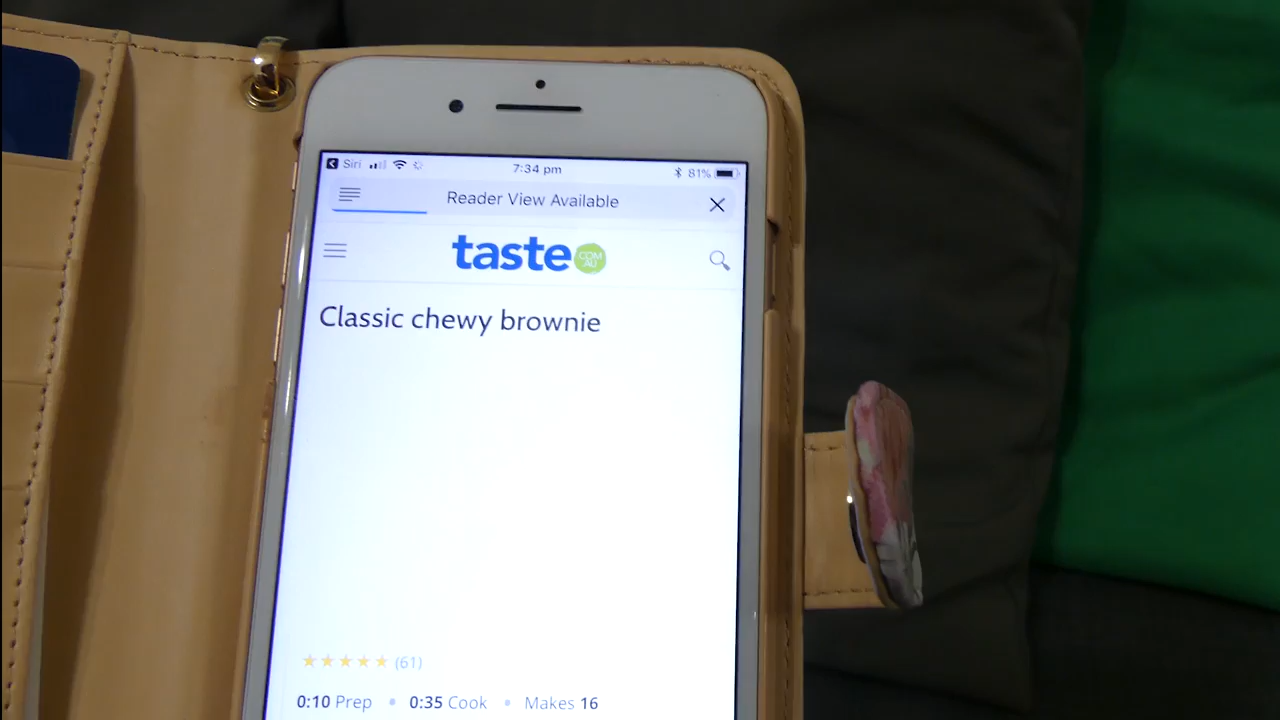 Siri 7:34 pm 81%
Reader View Available
taste COM AU
Classic chewy brownie
(61)
0:10 Prep • 0:35 Cook • Makes 16